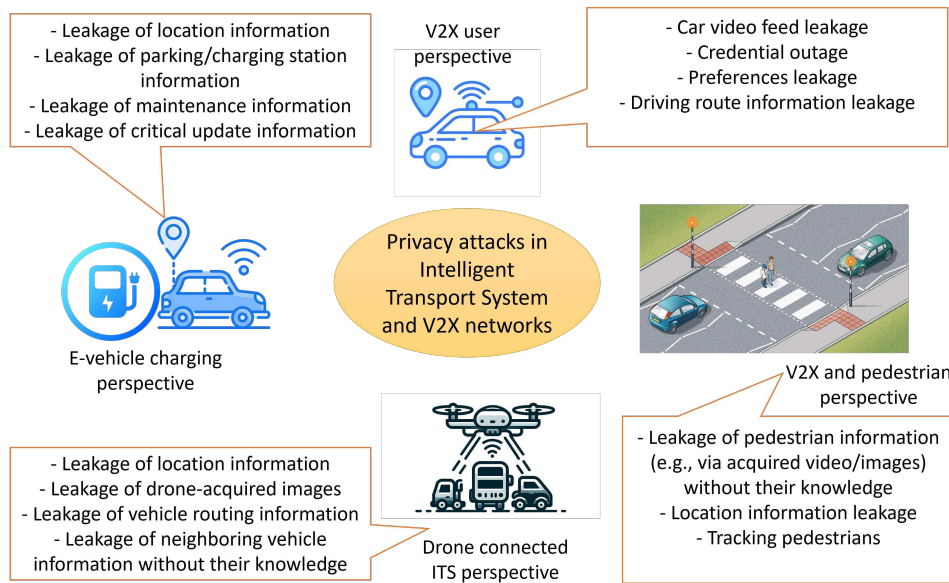 - Leakage of location information
- Leakage of parking/charging station
information
- Leakage of maintenance information
- Leakage of critical update information
V2X user
perspective
- Car video feed leakage
- Credential outage
- Preferences leakage
- Driving route information leakage
Privacy attacks in
Intelligent
Transport System
and V2X networks
E-vehicle charging
perspective
V2X and pedestrian
perspective
- Leakage of location information
- Leakage of drone-acquired images
- Leakage of vehicle routing information
- Leakage of neighboring vehicle
information without their knowledge
Drone connected
ITS perspective
- Leakage of pedestrian information
(e.g., via acquired video/images)
without their knowledge
- Location information leakage
- Tracking pedestrians